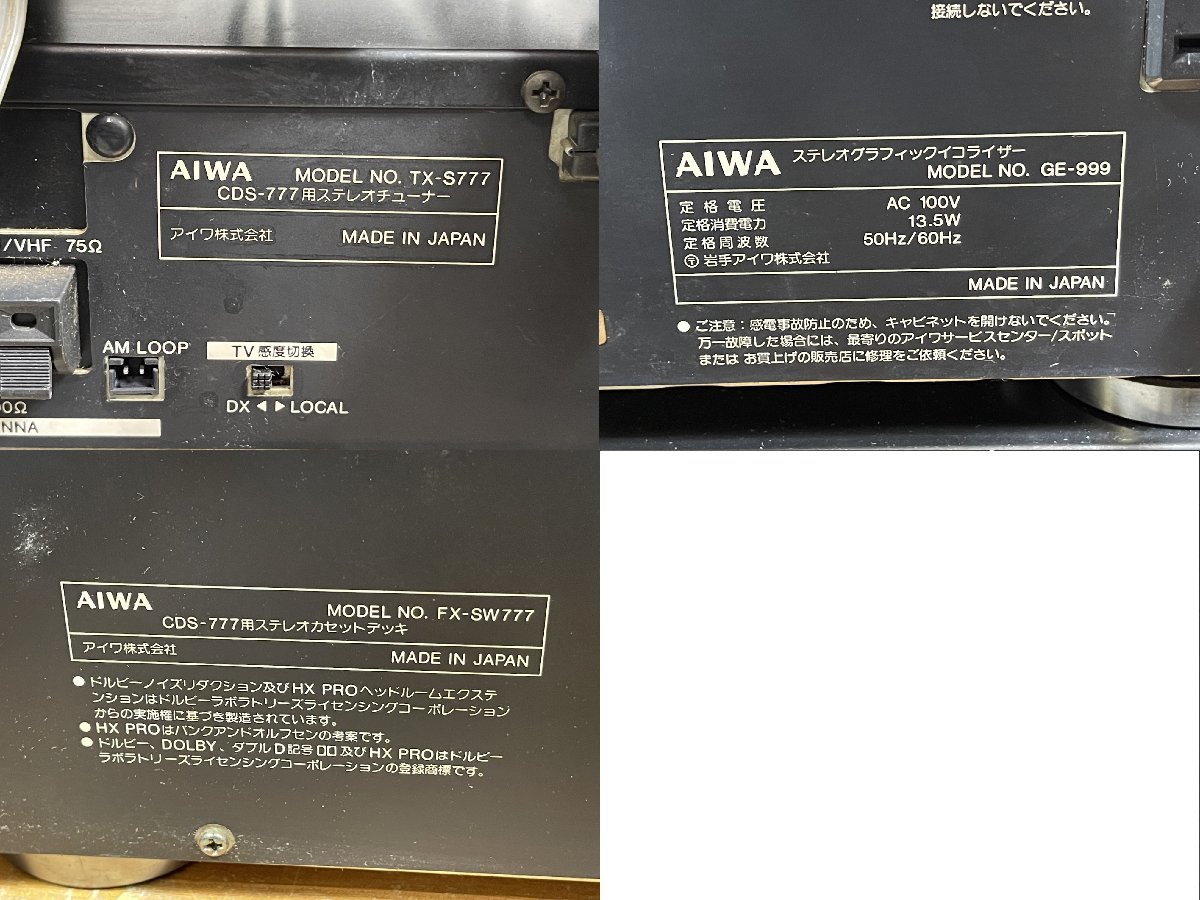 AIWA
MODEL NO. TX-S777
CDS-777用ステレオチューナー
アイワ株式会社
MADE IN JAPAN
/VHF 75Ω
AM LOOP
TV 感度切換
DX ◀ ▶ LOCAL
00Ω
NNA
接続しないでください。
AIWA
ステレオグラフィックイコライザー
MODEL NO. GE-999
定格電圧 AC 100V
定格消費電力 13.5W
定格周波数 50Hz/60Hz
岩手アイワ株式会社
MADE IN JAPAN
● ご注意：感電事故防止のため、キャビネットを開けないでください。
万一故障した場合には、最寄りのアイワサービスセンター/スポット
または お買上げの販売店に修理をご依頼ください。
AIWA
MODEL NO. FX-SW777
CDS-777用ステレオカセットデッキ
アイワ株式会社
MADE IN JAPAN
● ドルビーノイズリダクション及びHX PROヘッドルームエクステ
ンションはドルビーラボラトリーズライセンシングコーポレーション
からの実施権に基づき製造されています。
● HX PROはバングアンドオルフセンの考案です。
● ドルビー、DOLBY、ダブルD記号 及びHX PROはドルビー
ラボラトリーズライセンシングコーポレーションの登録商標です。